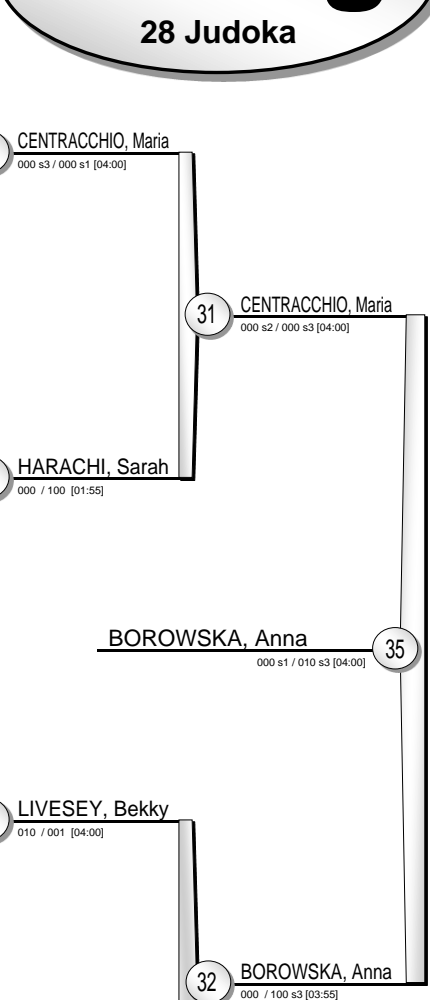 28 Judoka
CENTRACCHIO, Maria
000 s3 / 000 s1 [04:00]
31
CENTRACCHIO, Maria
000 s2 / 000 s3 [04:00]
HARACHI, Sarah
000 / 100 [01:55]
BOROWSKA, Anna
000 s1 / 010 s3 [04:00]
35
LIVESEY, Bekky
010 / 001 [04:00]
32
BOROWSKA, Anna
000 / 100 s3 [03:55]